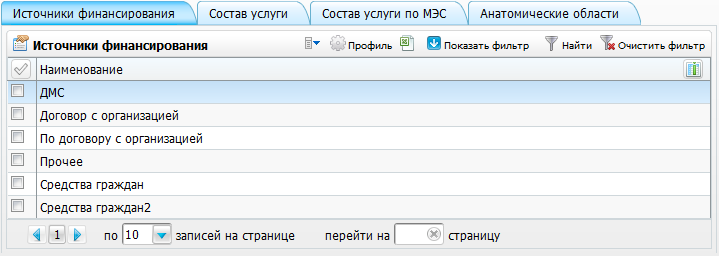 Источники финансирования Состав услуги Состав услуги по МЭС Анатомические области
Источники финансирования Профиль Показать фильтр Найти Очистить фильтр
Наименование
ДМС
Договор с организацией
По договору с организацией
Прочее
Средства граждан
Средства граждан2
1 по 10 записей на странице перейти на страницу